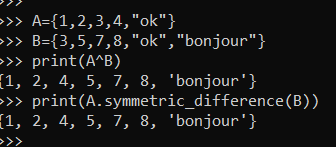 >>>
>>> A={1,2,3,4,"ok"}
>>> B={3,5,7,8,"ok","bonjour"}
>>> print(A^B)
{1, 2, 4, 5, 7, 8, 'bonjour'}
>>> print(A.symmetric_difference(B))
{1, 2, 4, 5, 7, 8, 'bonjour'}
>>>